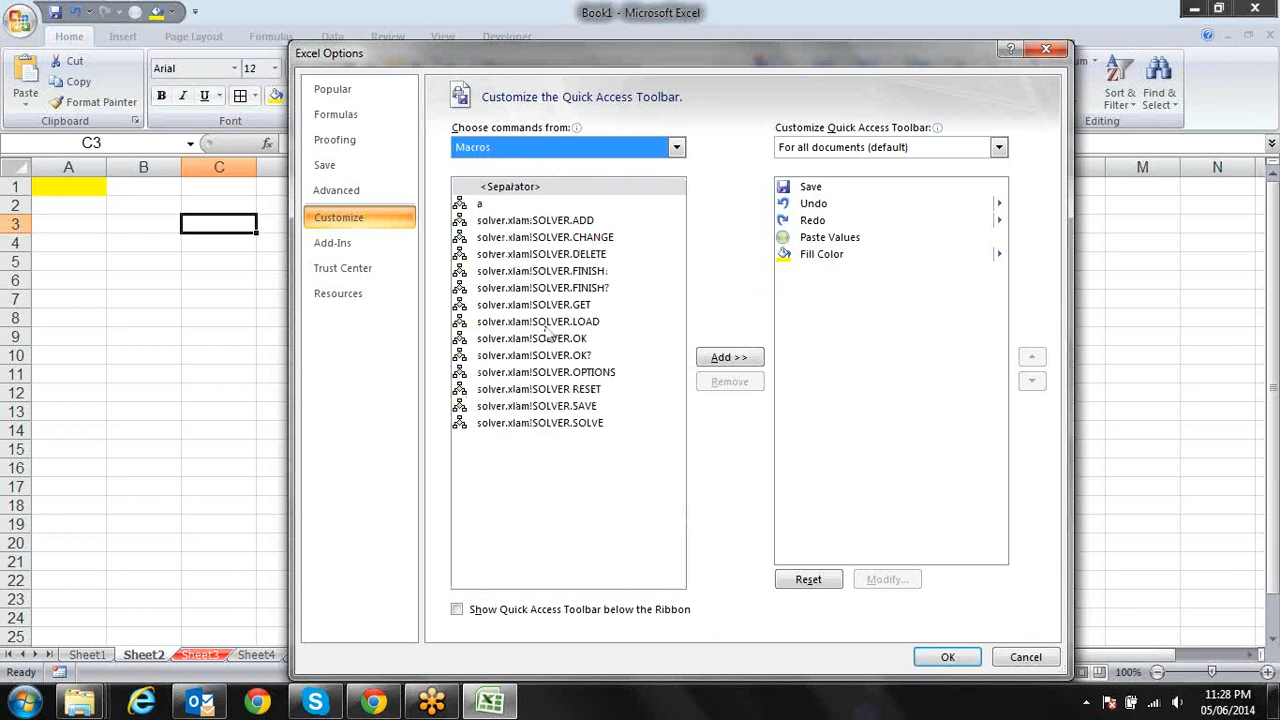 Book1 - Microsoft Excel
Home Insert Page Layout Formulas Data Review View Developer
Paste
Cut
Copy
Format Painter
Clipboard
Arial 12
B I U
Font
Sort & Filter
Find & Select
Editing
C3
fx
A B C M N
1
2
3
4
5
6
7
8
9
10
11
12
13
14
15
16
17
18
19
20
21
22
23
24
25
Excel Options
Popular
Formulas
Proofing
Save
Advanced
Customize
Add-Ins
Trust Center
Resources
Customize the Quick Access Toolbar.
Choose commands from:
Macros
<Separator>
a
solver.xlam!SOLVER.ADD
solver.xlam!SOLVER.CHANGE
solver.xlam!SOLVER.DELETE
solver.xlam!SOLVER.FINISH:
solver.xlam!SOLVER.FINISH?
solver.xlam!SOLVER.GET
solver.xlam!SOLVER.LOAD
solver.xlam!SOLVER.OK
solver.xlam!SOLVER.OK?
solver.xlam!SOLVER.OPTIONS
solver.xlam!SOLVER RESET
solver.xlam!SOLVER.SAVE
solver.xlam!SOLVER.SOLVE
Add >>
Remove
Customize Quick Access Toolbar:
For all documents (default)
Save
Undo
Redo
Paste Values
Fill Color
Reset
Modify...
Show Quick Access Toolbar below the Ribbon
OK
Cancel
Sheet1 Sheet2 Sheet3 Sheet4
Ready
100%
11:28 PM
05/06/2014